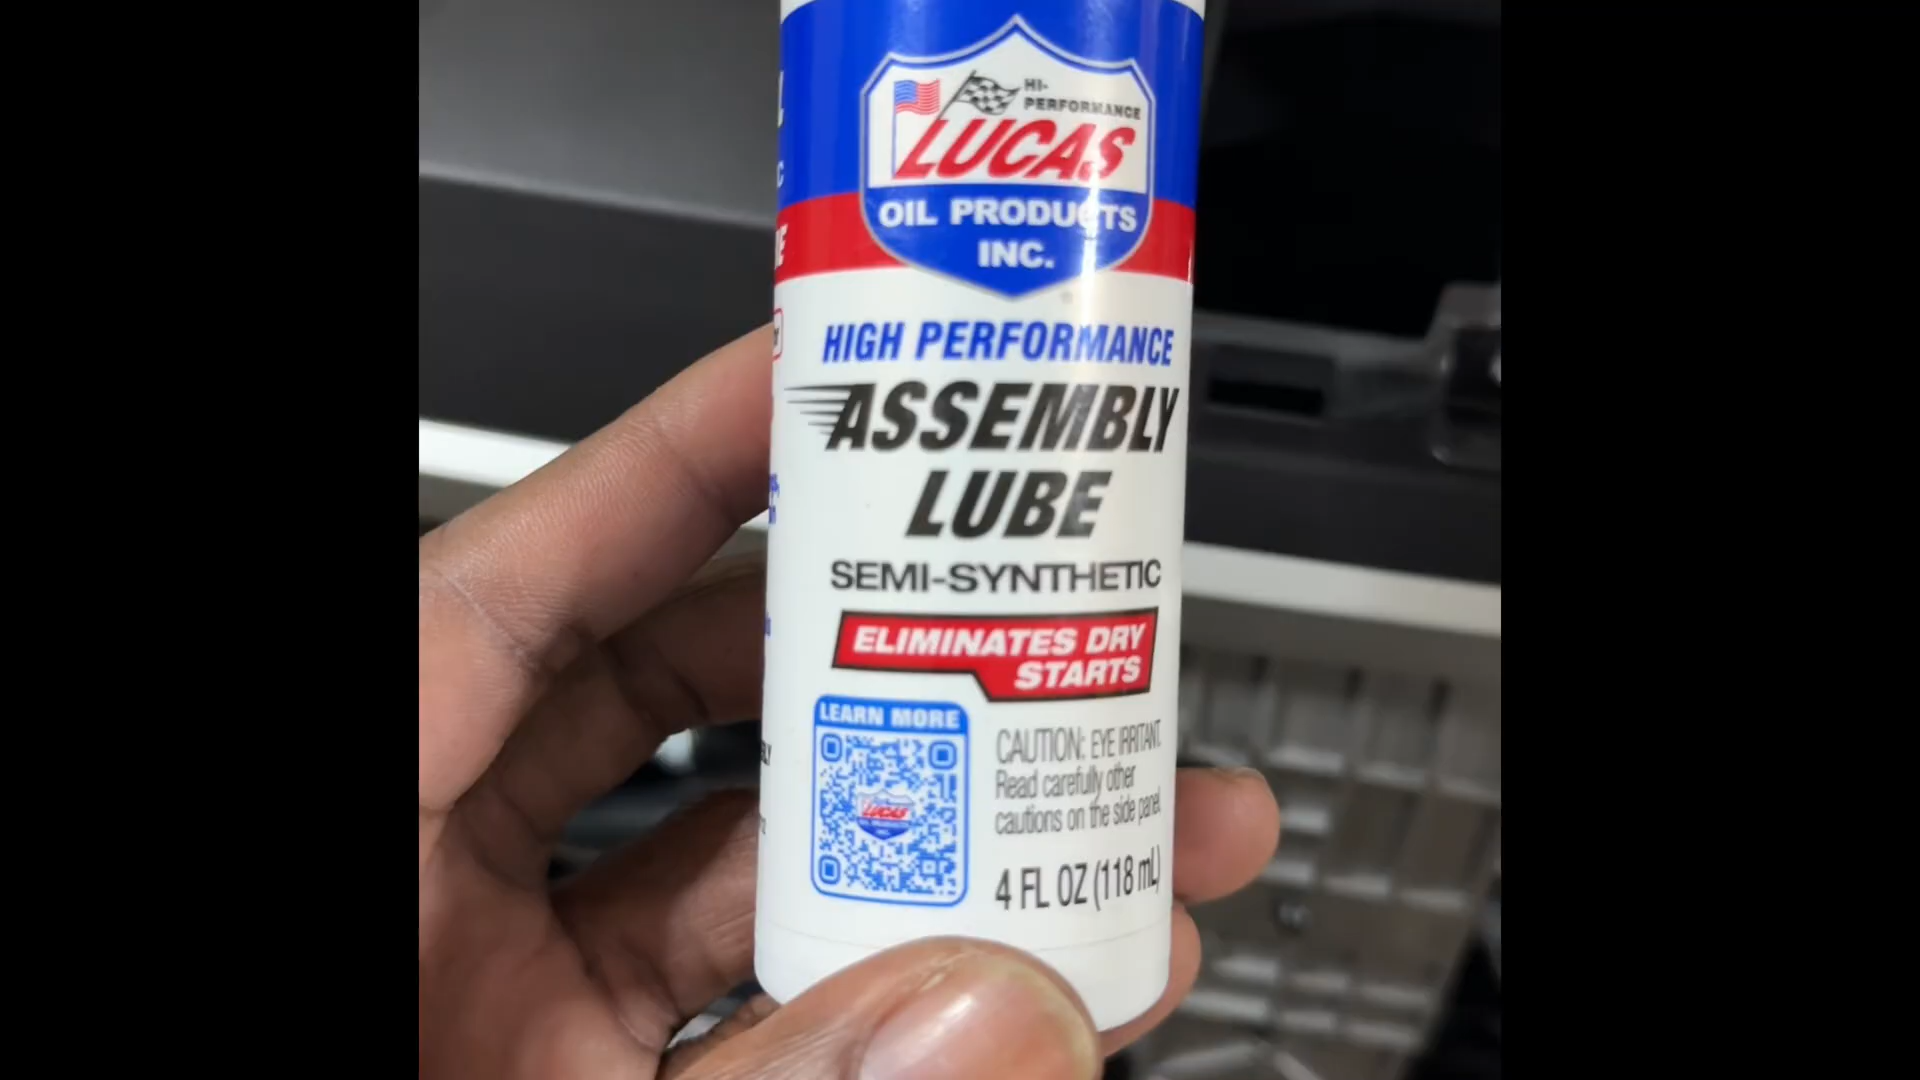 HI-
PERFORMANCE
LUCAS
OIL PRODUCTS
INC.
HIGH PERFORMANCE
ASSEMBLY
LUBE
SEMI-SYNTHETIC
ELIMINATES DRY
STARTS
LEARN MORE
LUCAS
CAUTION: EYE IRRITANT.
Read carefully other
cautions on the side panel
4 FL OZ (118 mL)